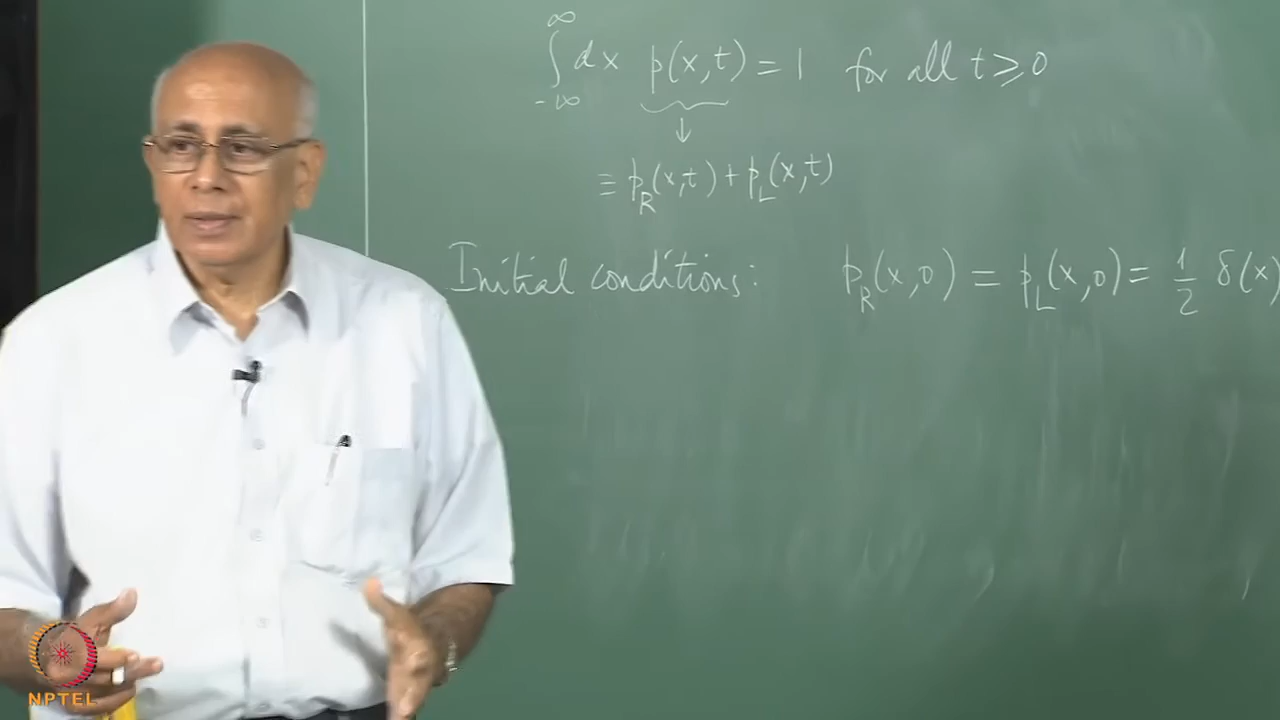 ∫_{-∞}^{∞} dx p(x,t) = 1 for all t ≥ 0
↓
≡ p_R(x,t) + p_L(x,t)
Initial conditions: p_R(x,0) = p_L(x,0) = 1/2 δ(x)
NPTEL